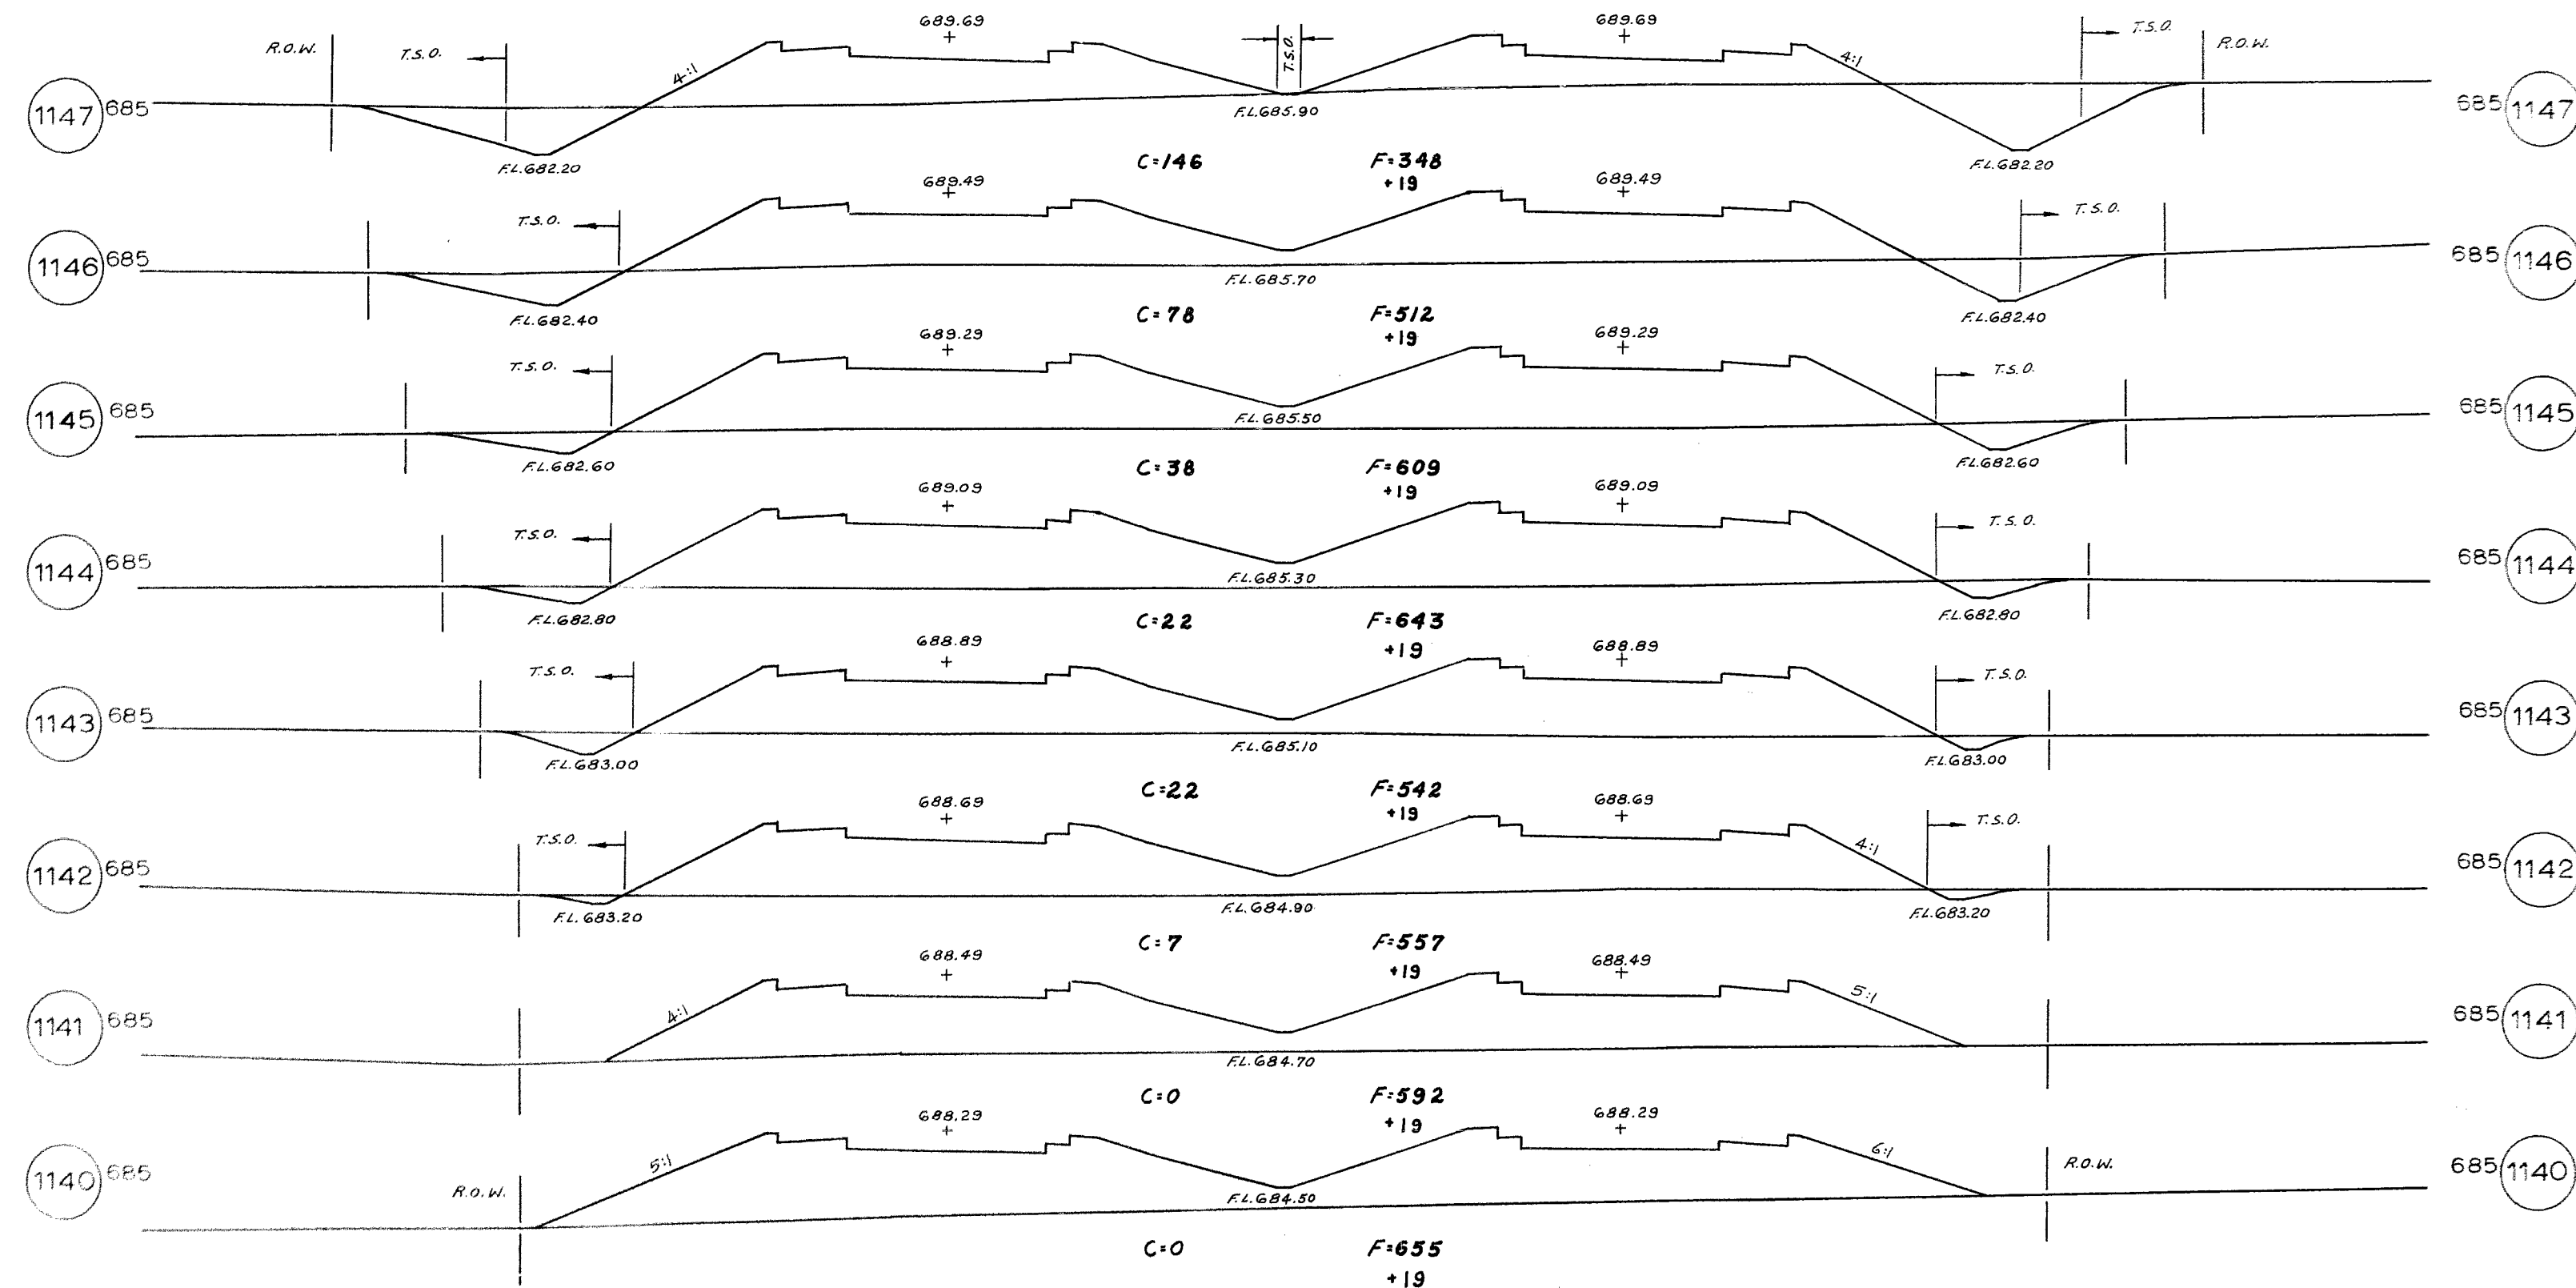 689.69 689.69
R.O.W. T.S.O. 4:1 T.S.O. 4:1 T.S.O. R.O.W.
1147 685 F.L.685.90 685 1147
F.L.682.20 C=146 F=348 F.L.682.20
+19
689.49 689.49
T.S.O. T.S.O.
1146 685 F.L.685.70 685 1146
F.L.682.40 C=78 F=512 F.L.682.40
+19
689.29 689.29
T.S.O. T.S.O.
1145 685 F.L.685.50 685 1145
F.L.682.60 C=38 F=609 F.L.682.60
+19
689.09 689.09
T.S.O. T.S.O.
1144 685 F.L.685.30 685 1144
F.L.682.80 C=22 F=643 F.L.682.80
+19
688.89 688.89
T.S.O. T.S.O.
1143 685 F.L.685.10 685 1143
F.L.683.00 C=22 F=542 F.L.683.00
+19
688.69 688.69
T.S.O. 4:1 T.S.O.
1142 685 F.L.684.90 685 1142
F.L.683.20 C=7 F=557 F.L.683.20
+19
688.49 688.49
4:1 5:1
1141 685 F.L.684.70 685 1141
C=0 F=592
+19
688.29 688.29
5:1 6:1
1140 685 R.O.W. F.L.684.50 R.O.W. 685 1140
C=0 F=655
+19